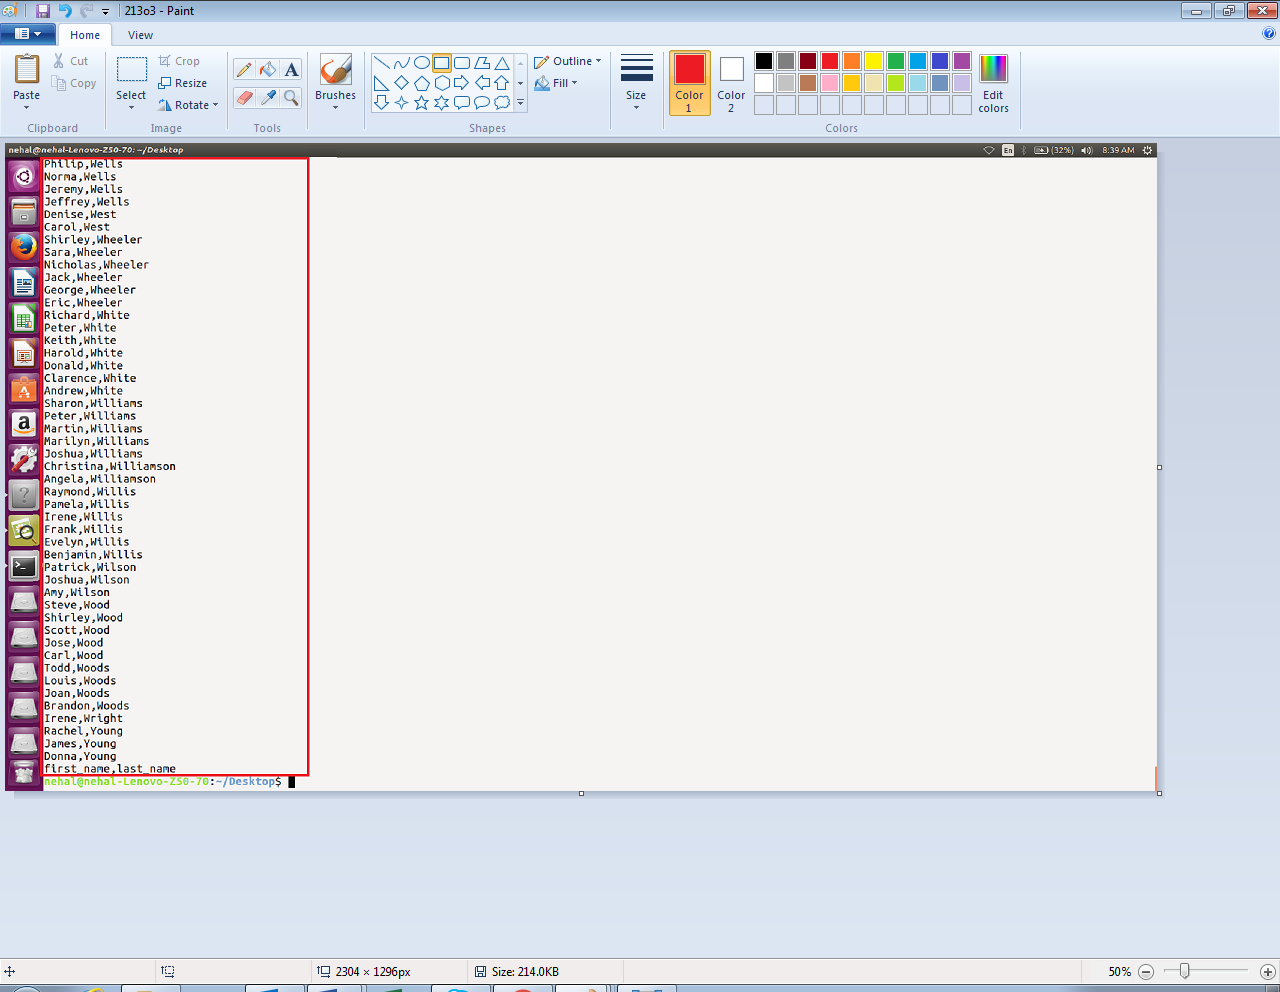 213o3 - Paint
Home View
Paste
Cut
Copy
Clipboard
Select
Crop
Resize
Rotate
Image
A
Tools
Brushes
Outline
Fill
Shapes
Size
Color 1
Color 2
Edit colors
Colors
nehal@nehal-Lenovo-Z50-70: ~/Desktop
En (32%) 8:39 AM
Philip,Wells
Norma,Wells
Jeremy,Wells
Jeffrey,Wells
Denise,West
Carol,West
Shirley,Wheeler
Sara,Wheeler
Nicholas,Wheeler
Jack,Wheeler
George,Wheeler
Eric,Wheeler
Richard,White
Peter,White
Keith,White
Harold,White
Donald,White
Clarence,White
Andrew,White
Sharon,Williams
Peter,Williams
Martin,Williams
Marilyn,Williams
Joshua,Williams
Christina,Williamson
Angela,Williamson
Raymond,Willis
Pamela,Willis
Irene,Willis
Frank,Willis
Evelyn,Willis
Benjamin,Willis
Patrick,Wilson
Joshua,Wilson
Amy,Wilson
Steve,Wood
Shirley,Wood
Scott,Wood
Jose,Wood
Carl,Wood
Todd,Woods
Louis,Woods
Joan,Woods
Brandon,Woods
Irene,Wright
Rachel,Young
James,Young
Donna,Young
first_name,last_name
nehal@nehal-Lenovo-Z50-70:~/Desktop$
2304 × 1296px
Size: 214.0KB
50%